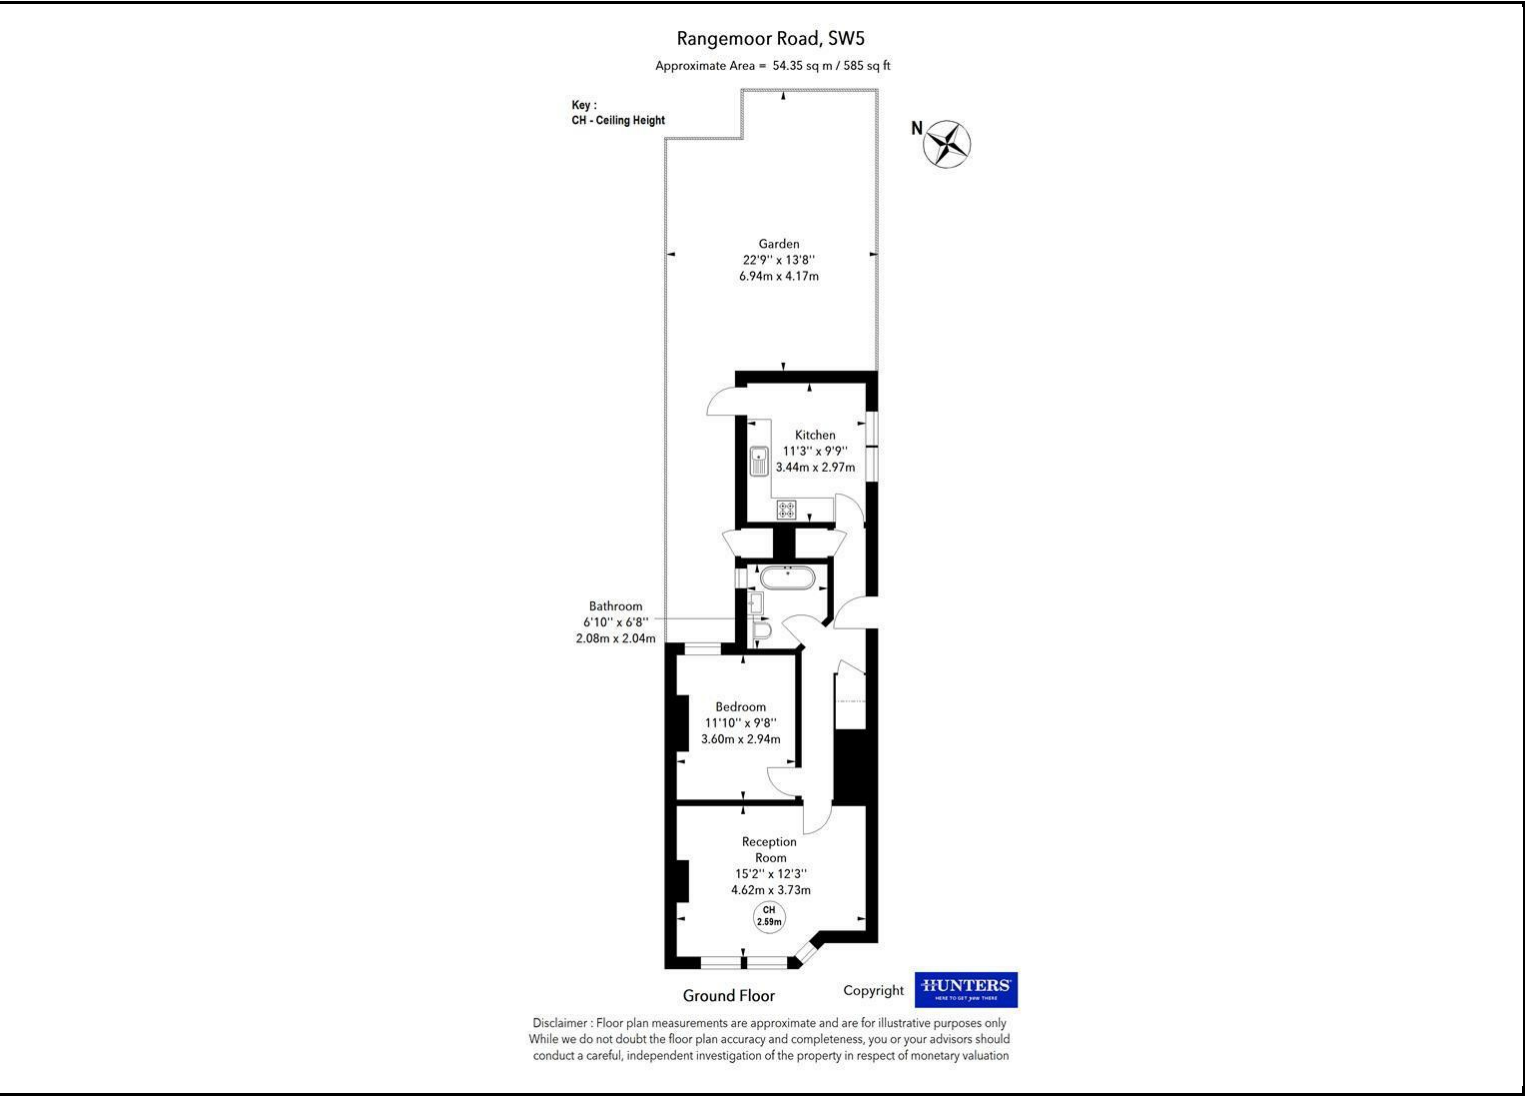 Rangemoor Road, SW5
Approximate Area = 54.35 sq m / 585 sq ft
Key :
CH - Ceiling Height
N
Garden
22'9'' x 13'8''
6.94m x 4.17m
Kitchen
11'3'' x 9'9''
3.44m x 2.97m
Bathroom
6'10'' x 6'8''
2.08m x 2.04m
Bedroom
11'10'' x 9'8''
3.60m x 2.94m
Reception
Room
15'2'' x 12'3''
4.62m x 3.73m
CH
2.59m
Ground Floor
Copyright
HUNTERS
HERE TO GET you THERE
Disclaimer : Floor plan measurements are approximate and are for illustrative purposes only
While we do not doubt the floor plan accuracy and completeness, you or your advisors should
conduct a careful, independent investigation of the property in respect of monetary valuation